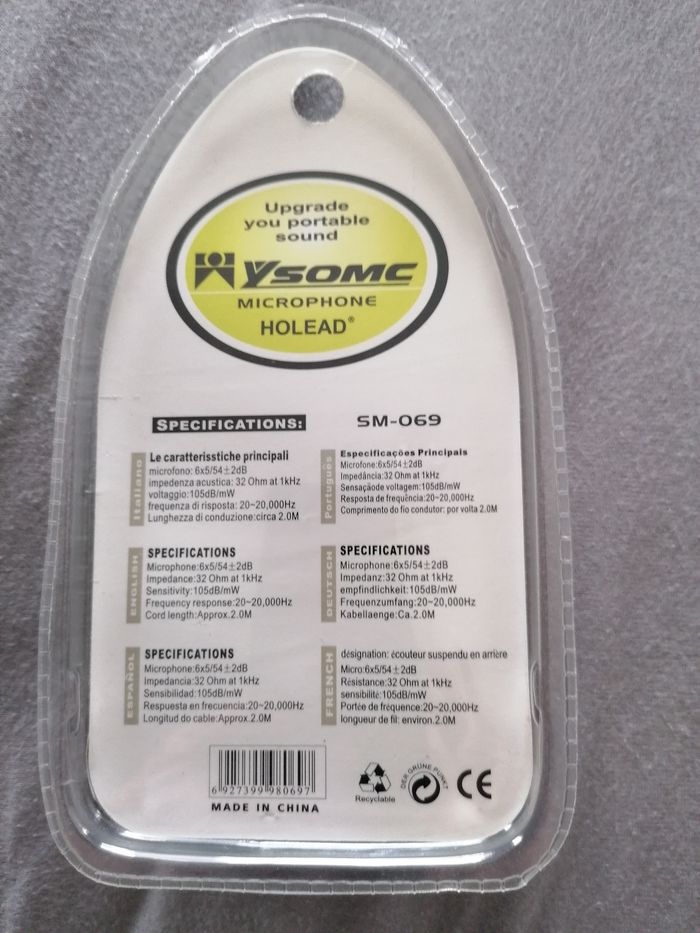 Upgrade
you portable
sound
YSOMC
MICROPHONE
HOLEAD®
SPECIFICATIONS: SM-069
Italiano
Le caratterisstiche principali
microfono: 6x5/54±2dB
impedenza acustica: 32 Ohm at 1kHz
voltaggio:105dB/mW
frequenza di risposta: 20~20,000Hz
Lunghezza di conduzione:circa 2.0M
Português
Especificações Principais
Microfone:6x5/54±2dB
Impedância:32 Ohm at 1kHz
Sensaçãode voltagem:105dB/mW
Resposta de frequência:20~20,000Hz
Comprimento do fio condutor: por volta 2.0M
ENGLISH
SPECIFICATIONS
Microphone:6x5/54±2dB
Impedance:32 Ohm at 1kHz
Sensitivity:105dB/mW
Frequency response:20~20,000Hz
Cord length:Approx.2.0M
DEUTSCH
SPECIFICATIONS
Microphone:6x5/54±2dB
Impedanz:32 Ohm at 1kHz
empfindlichkeit:105dB/mW
Frequenzumfang:20~20,000Hz
Kabellaenge:Ca.2.0M
ESPAÑOL
SPECIFICATIONS
Microphone:6x5/54±2dB
Impedancia:32 Ohm at 1kHz
Sensibilidad:105dB/mW
Respuesta en frecuencia:20~20,000Hz
Longitud do cable:Approx.2.0M
FRENCH
désignation: écouteur suspendu en arrière
Micro:6x5/54±2dB
Résistance:32 Ohm at 1kHz
sensibilité:105dB/mW
Portée de fréquence:20~20,000Hz
longueur de fil: environ.2.0M
6 927399 980697
MADE IN CHINA
Recyclable
DER GRÜNE PUNKT
CE